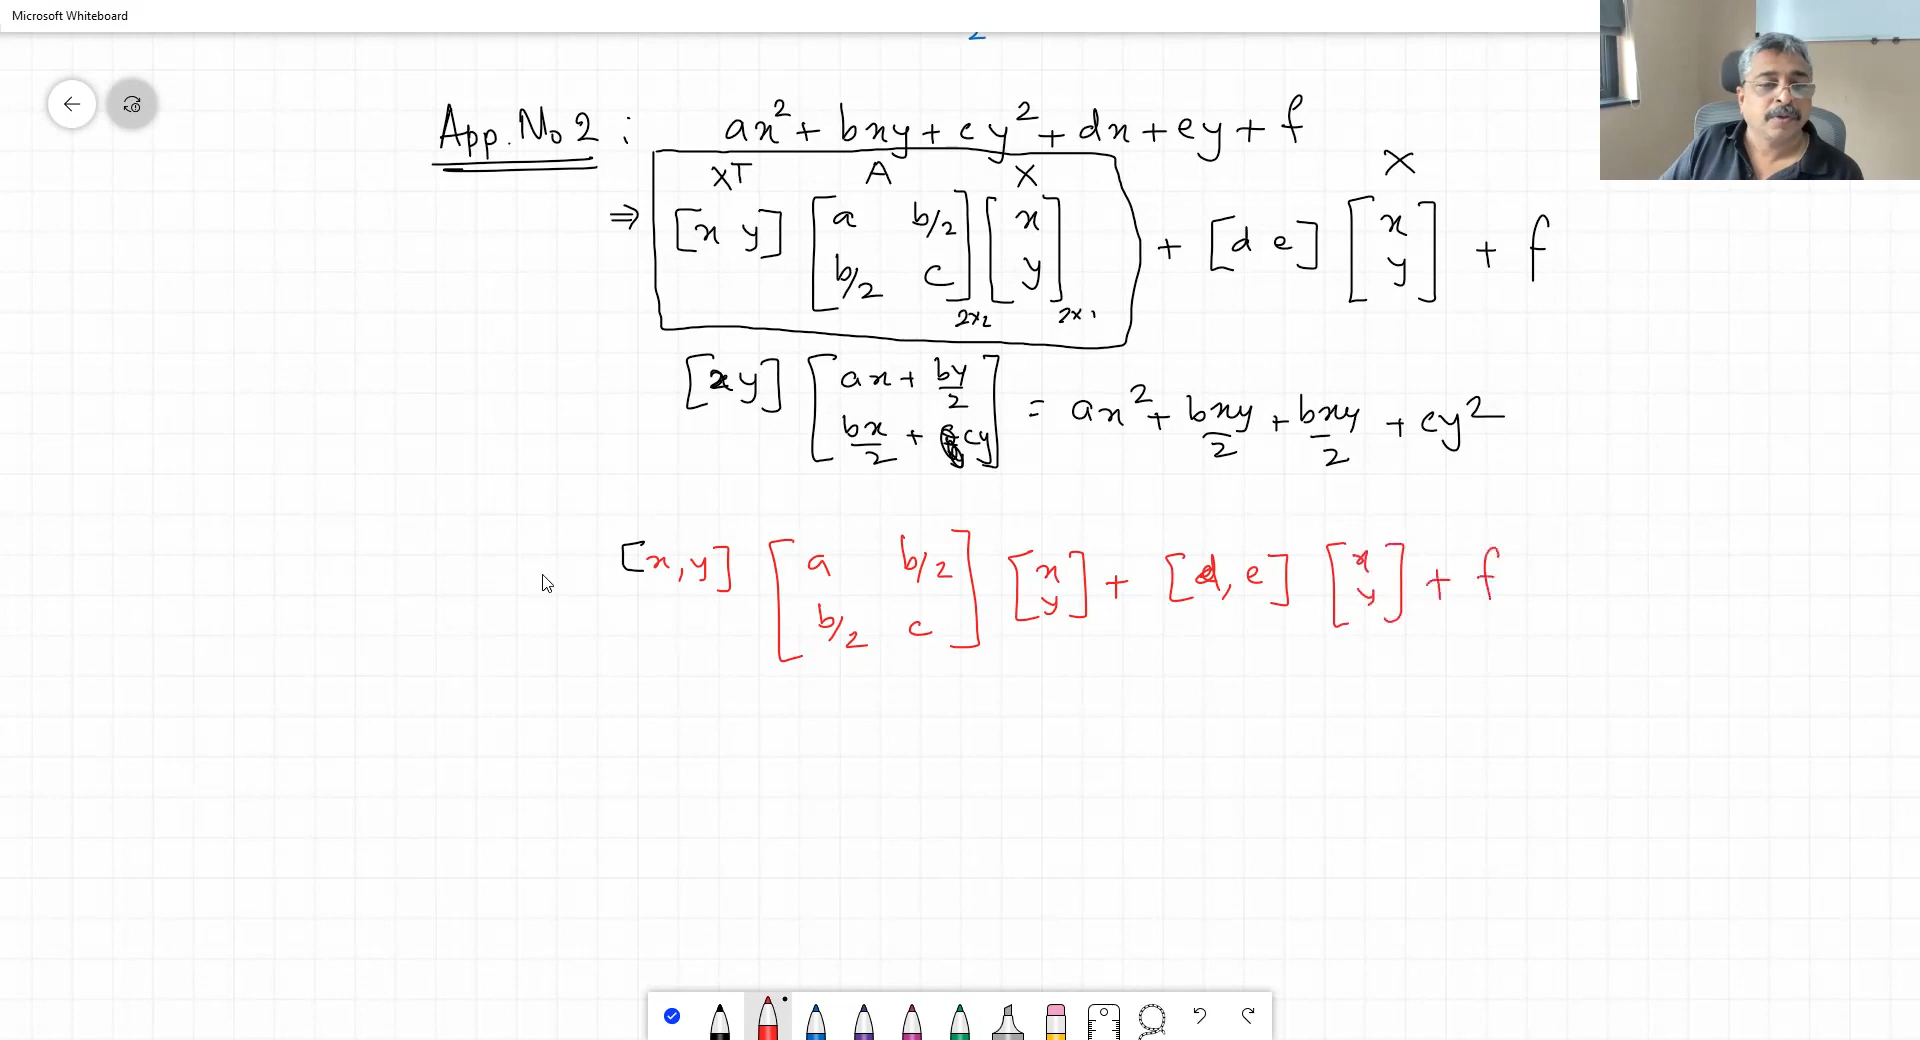 Microsoft Whiteboard
2
App. No 2 : ax² + bxy + cy² + dx + ey + f
XT A X X
⇒ [x y] [a b/2; b/2 c]2x2 [x; y]2x1 + [d e] [x; y] + f
[x y] [ax + by/2; bx/2 + cy] = ax² + bxy/2 + bxy/2 + cy²
[x, y] [a b/2; b/2 c] [x; y] + [d, e] [x; y] + f